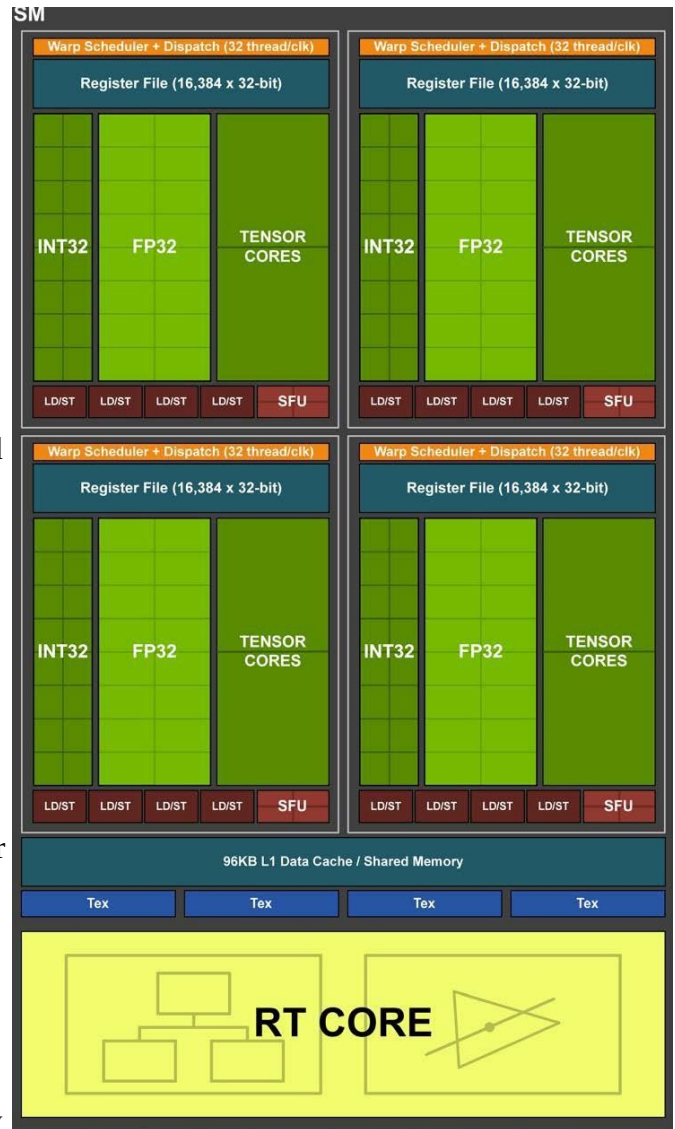 SM
Warp Scheduler + Dispatch (32 thread/clk)
Register File (16,384 x 32-bit)
INT32
FP32
TENSOR
CORES
LD/ST
LD/ST
LD/ST
LD/ST
SFU
Warp Scheduler + Dispatch (32 thread/clk)
Register File (16,384 x 32-bit)
INT32
FP32
TENSOR
CORES
LD/ST
LD/ST
LD/ST
LD/ST
SFU
Warp Scheduler + Dispatch (32 thread/clk)
Register File (16,384 x 32-bit)
INT32
FP32
TENSOR
CORES
LD/ST
LD/ST
LD/ST
LD/ST
SFU
Warp Scheduler + Dispatch (32 thread/clk)
Register File (16,384 x 32-bit)
INT32
FP32
TENSOR
CORES
LD/ST
LD/ST
LD/ST
LD/ST
SFU
96KB L1 Data Cache / Shared Memory
Tex
Tex
Tex
Tex
RT CORE